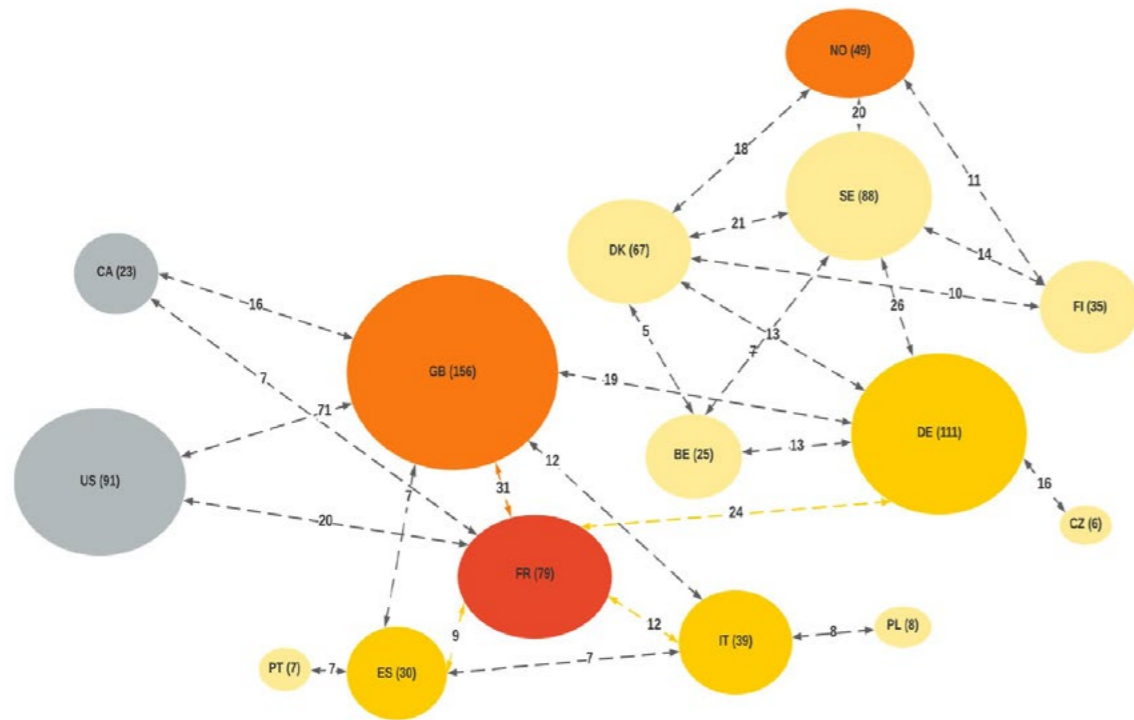 NO (49)
20
18
11
SE (88)
21
DK (67)
14
CA (23)
10
FI (35)
16
26
5
13
7
GB (156)
7
19
71
DE (111)
12
13
BE (25)
US (91)
31
16
24
20
CZ (6)
FR (79)
12
PL (8)
8
9
IT (39)
7
PT (7)
7
ES (30)